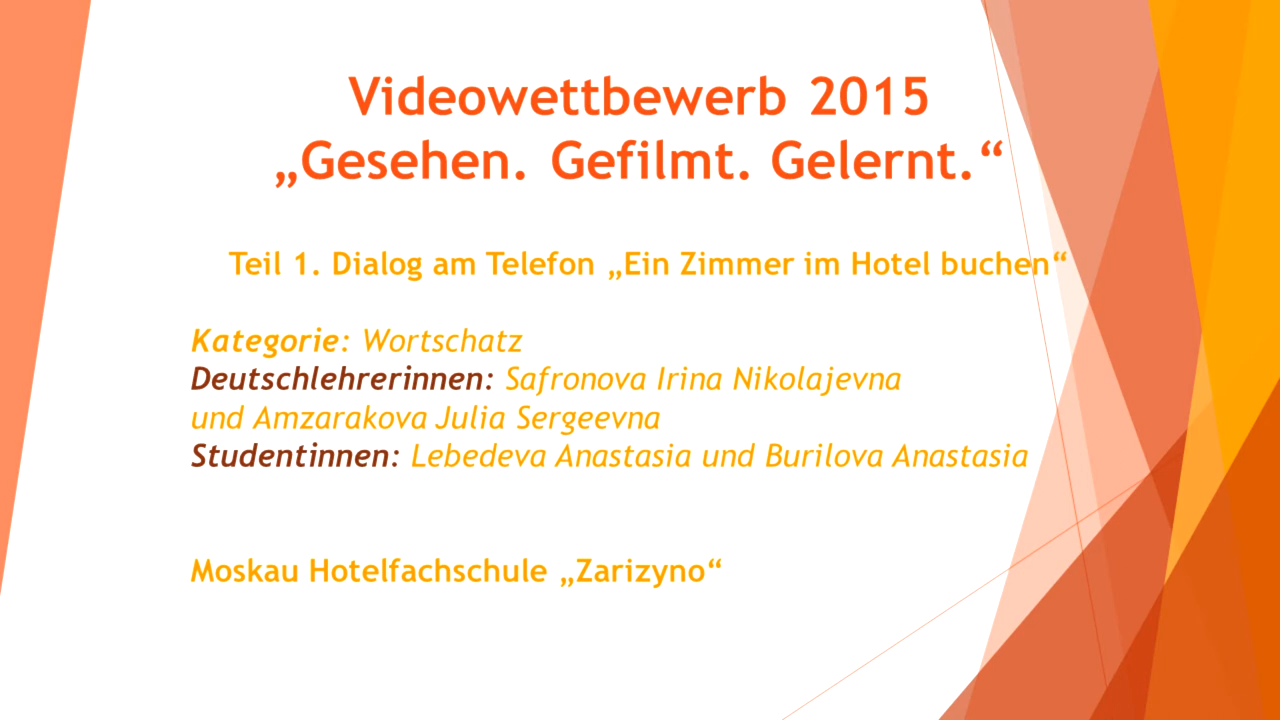 Videowettbewerb 2015
„Gesehen. Gefilmt. Gelernt.“
Teil 1. Dialog am Telefon „Ein Zimmer im Hotel buchen“
Kategorie: Wortschatz
Deutschlehrerinnen: Safronova Irina Nikolajevna
und Amzarakova Julia Sergeevna
Studentinnen: Lebedeva Anastasia und Burilova Anastasia
Moskau Hotelfachschule „Zarizyno“